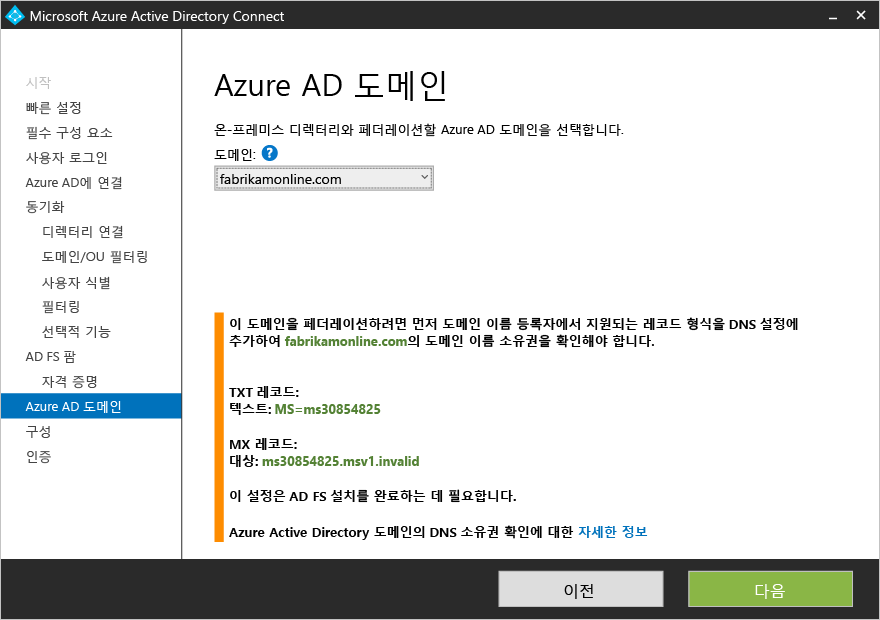 Microsoft Azure Active Directory Connect
시작
빠른 설정
필수 구성 요소
사용자 로그인
Azure AD에 연결
동기화
디렉터리 연결
도메인/OU 필터링
사용자 식별
필터링
선택적 기능
AD FS 팜
자격 증명
Azure AD 도메인
구성
인증
Azure AD 도메인
온-프레미스 디렉터리와 페더레이션할 Azure AD 도메인을 선택합니다.
도메인: ?
fabrikamonline.com
이 도메인을 페더레이션하려면 먼저 도메인 이름 등록자에서 지원되는 레코드 형식을 DNS 설정에
추가하여 fabrikamonline.com의 도메인 이름 소유권을 확인해야 합니다.
TXT 레코드:
텍스트: MS=ms30854825
MX 레코드:
대상: ms30854825.msv1.invalid
이 설정은 AD FS 설치를 완료하는 데 필요합니다.
Azure Active Directory 도메인의 DNS 소유권 확인에 대한 자세한 정보
이전
다음